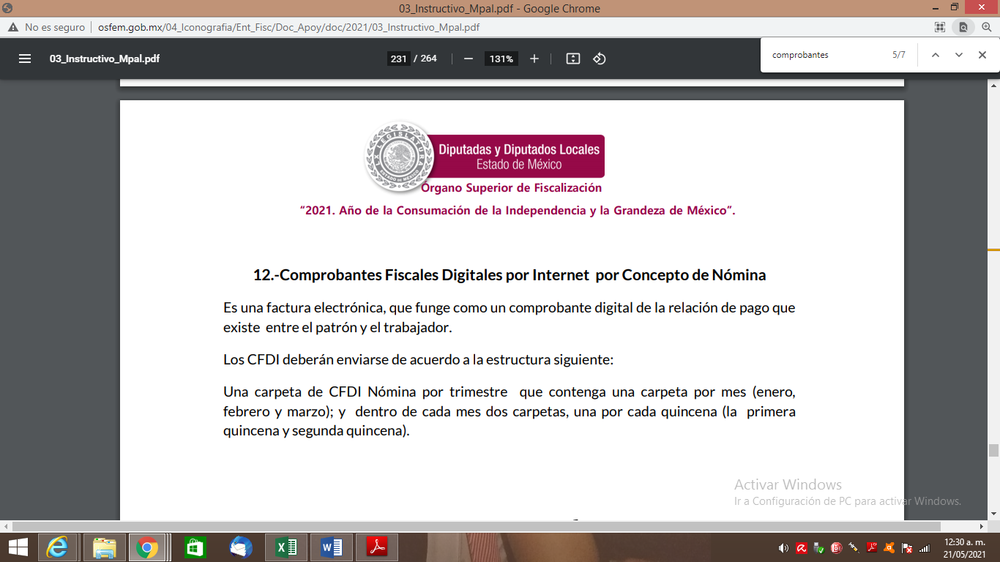 03_Instructivo_Mpal.pdf - Google Chrome
No es seguro osfem.gob.mx/04_Iconografia/Ent_Fisc/Doc_Apoy/doc/2021/03_Instructivo_Mpal.pdf
03_Instructivo_Mpal.pdf 231 / 264 131% comprobantes 5/7
LX LEGISLATURA
ESTADO DE MÉXICO
Diputadas y Diputados Locales
Estado de México
Órgano Superior de Fiscalización
“2021. Año de la Consumación de la Independencia y la Grandeza de México”.
12.-Comprobantes Fiscales Digitales por Internet por Concepto de Nómina
Es una factura electrónica, que funge como un comprobante digital de la relación de pago que
existe entre el patrón y el trabajador.
Los CFDI deberán enviarse de acuerdo a la estructura siguiente:
Una carpeta de CFDI Nómina por trimestre que contenga una carpeta por mes (enero,
febrero y marzo); y dentro de cada mes dos carpetas, una por cada quincena (la primera
quincena y segunda quincena).
Activar Windows
Ir a Configuración de PC para activar Windows.
12:30 a. m.
21/05/2021